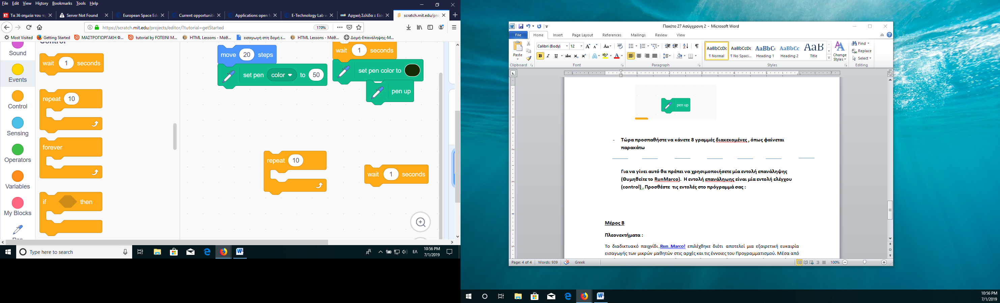 File Edit View History Bookmarks Tools Help
Τα 36 σημεία του
Server Not Found
European Space Edu
Current opportuniti
Applications open f
E-Technology Lab
Αρχική Σελίδα :: Είσ
scratch.mit.edu/pro
https://scratch.mit.edu/projects/editor/?tutorial=getStarted
170%
Most Visited
Getting Started
ΜΑΣΤΡΟΓΙΩΡΓΑΚΗ Φ...
tutorial by FOTEINI M...
HTML Lessons - Μάθ...
εισαγωγή στη δομή ε...
HTML Lessons - Μάθ...
Δομή-Επανάληψης-Μ...
Sound
Events
Control
Sensing
Operators
Variables
My Blocks
Pen
Control
wait 1 seconds
repeat 10
forever
if then
move 20 steps
set pen color to 50
wait 1 seconds
set pen color to
pen up
repeat 10
wait 1 seconds
Type here to search
ΕΛ
10:56 PM
7/1/2019
Πακέτο 27 Ασύγχρονη 2 - Microsoft Word
File Home Insert Page Layout References Mailings Review View
Paste
Clipboard
Calibri (Body) 12
Font
Paragraph
AaBbCcDc AaBbCcDc AaBbC AaBbCc AaB
Normal No Spaci... Heading 1 Heading 2 Title
Styles
Change Styles
Find
Replace
Select
Editing
pen up
- Τώρα προσπαθήστε να κάνετε 8 γραμμές διακεκομένες , όπως φαίνεται
παρακάτω
Για να γίνει αυτό θα πρέπει να χρησιμοποιήσετε μία εντολή επανάληψης
(Θυμηθείτε το RunMarco). Η εντολή επανάληωης είναι μία εντολή ελέγχου
(control) . Προσθέστε τις εντολές στο πρόγραμμά σας :
Μέρος Β
Πλεονεκτήματα :
Το διαδικτυακό παιχνίδι Run Marco! επιλέχθηκε διότι αποτελεί μια εξαιρετική ευκαιρία
εισαγωγής των μικρών μαθητών στις αρχές και τις έννοιες του Προγραμματισμού. Μέσα από
Page: 4 of 4 Words: 939 Greek 100%
10:56 PM
7/1/2019